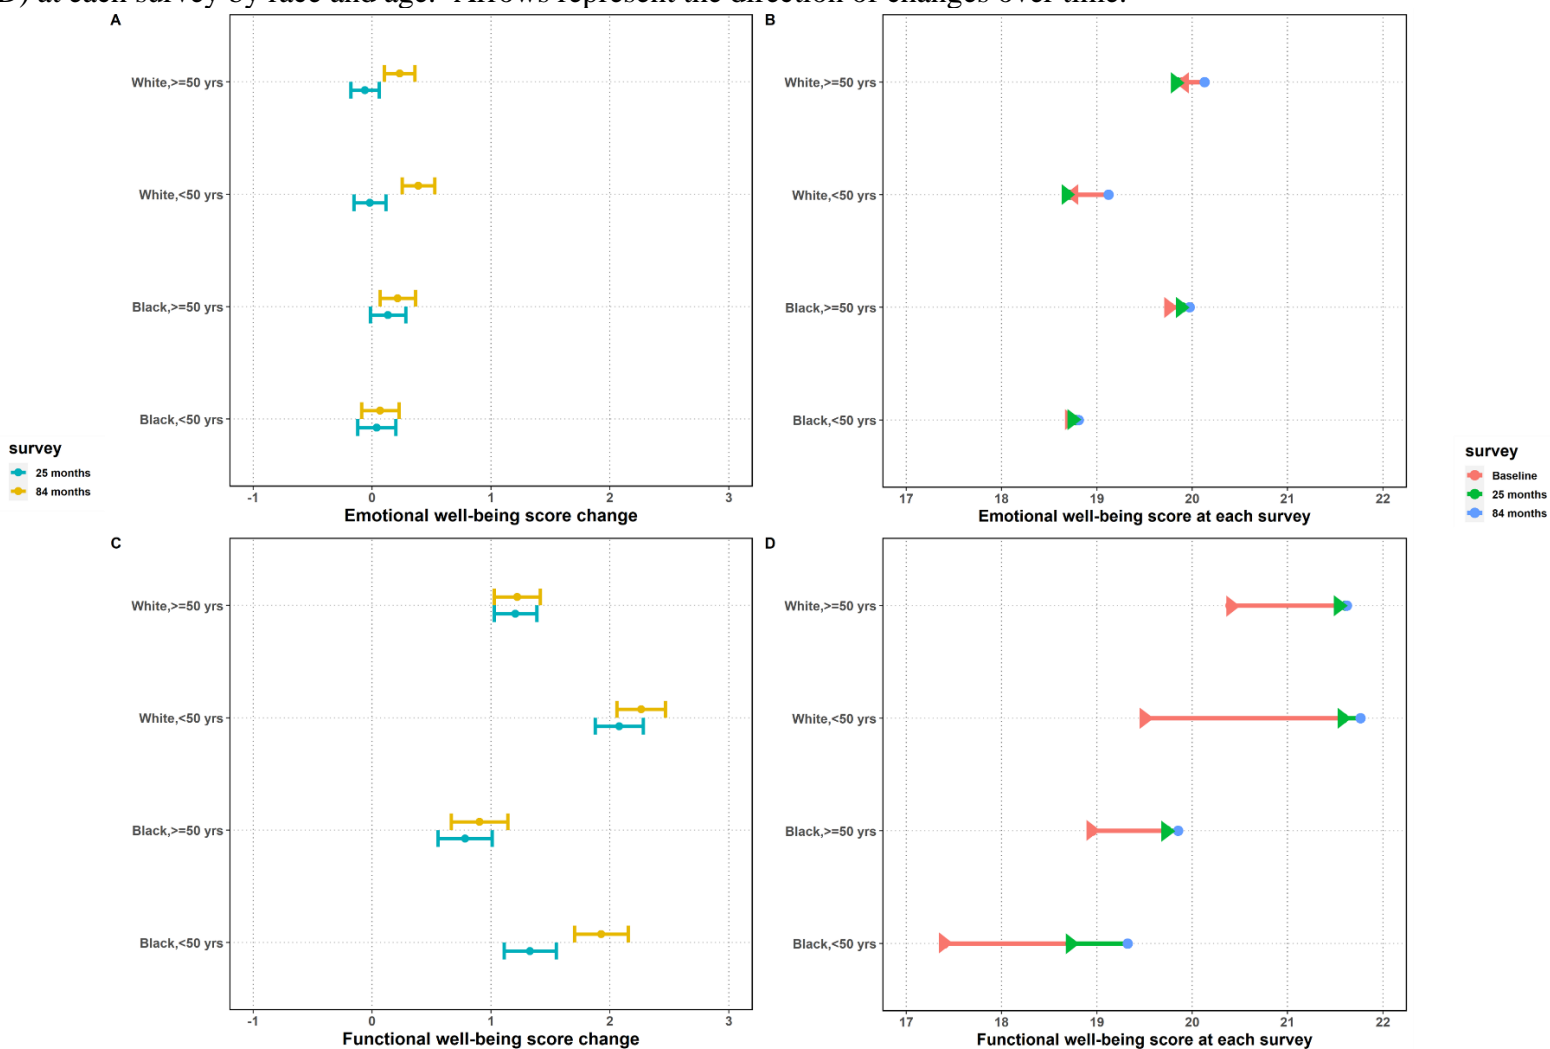 D) at each survey by race and age. Arrows represent the direction of changes over time.
A
White,>=50 yrs
White,<50 yrs
Black,>=50 yrs
Black,<50 yrs
-1 0 1 2 3
Emotional well-being score change
survey
25 months
84 months
B
White,>=50 yrs
White,<50 yrs
Black,>=50 yrs
Black,<50 yrs
17 18 19 20 21 22
Emotional well-being score at each survey
survey
Baseline
25 months
84 months
C
White,>=50 yrs
White,<50 yrs
Black,>=50 yrs
Black,<50 yrs
-1 0 1 2 3
Functional well-being score change
D
White,>=50 yrs
White,<50 yrs
Black,>=50 yrs
Black,<50 yrs
17 18 19 20 21 22
Functional well-being score at each survey